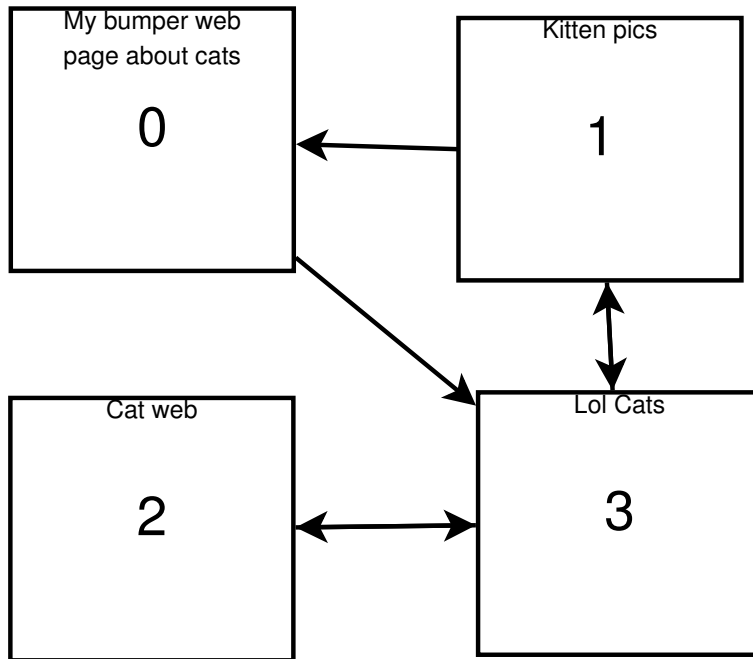 My bumper web
page about cats
0
Kitten pics
1
Cat web
2
Lol Cats
3